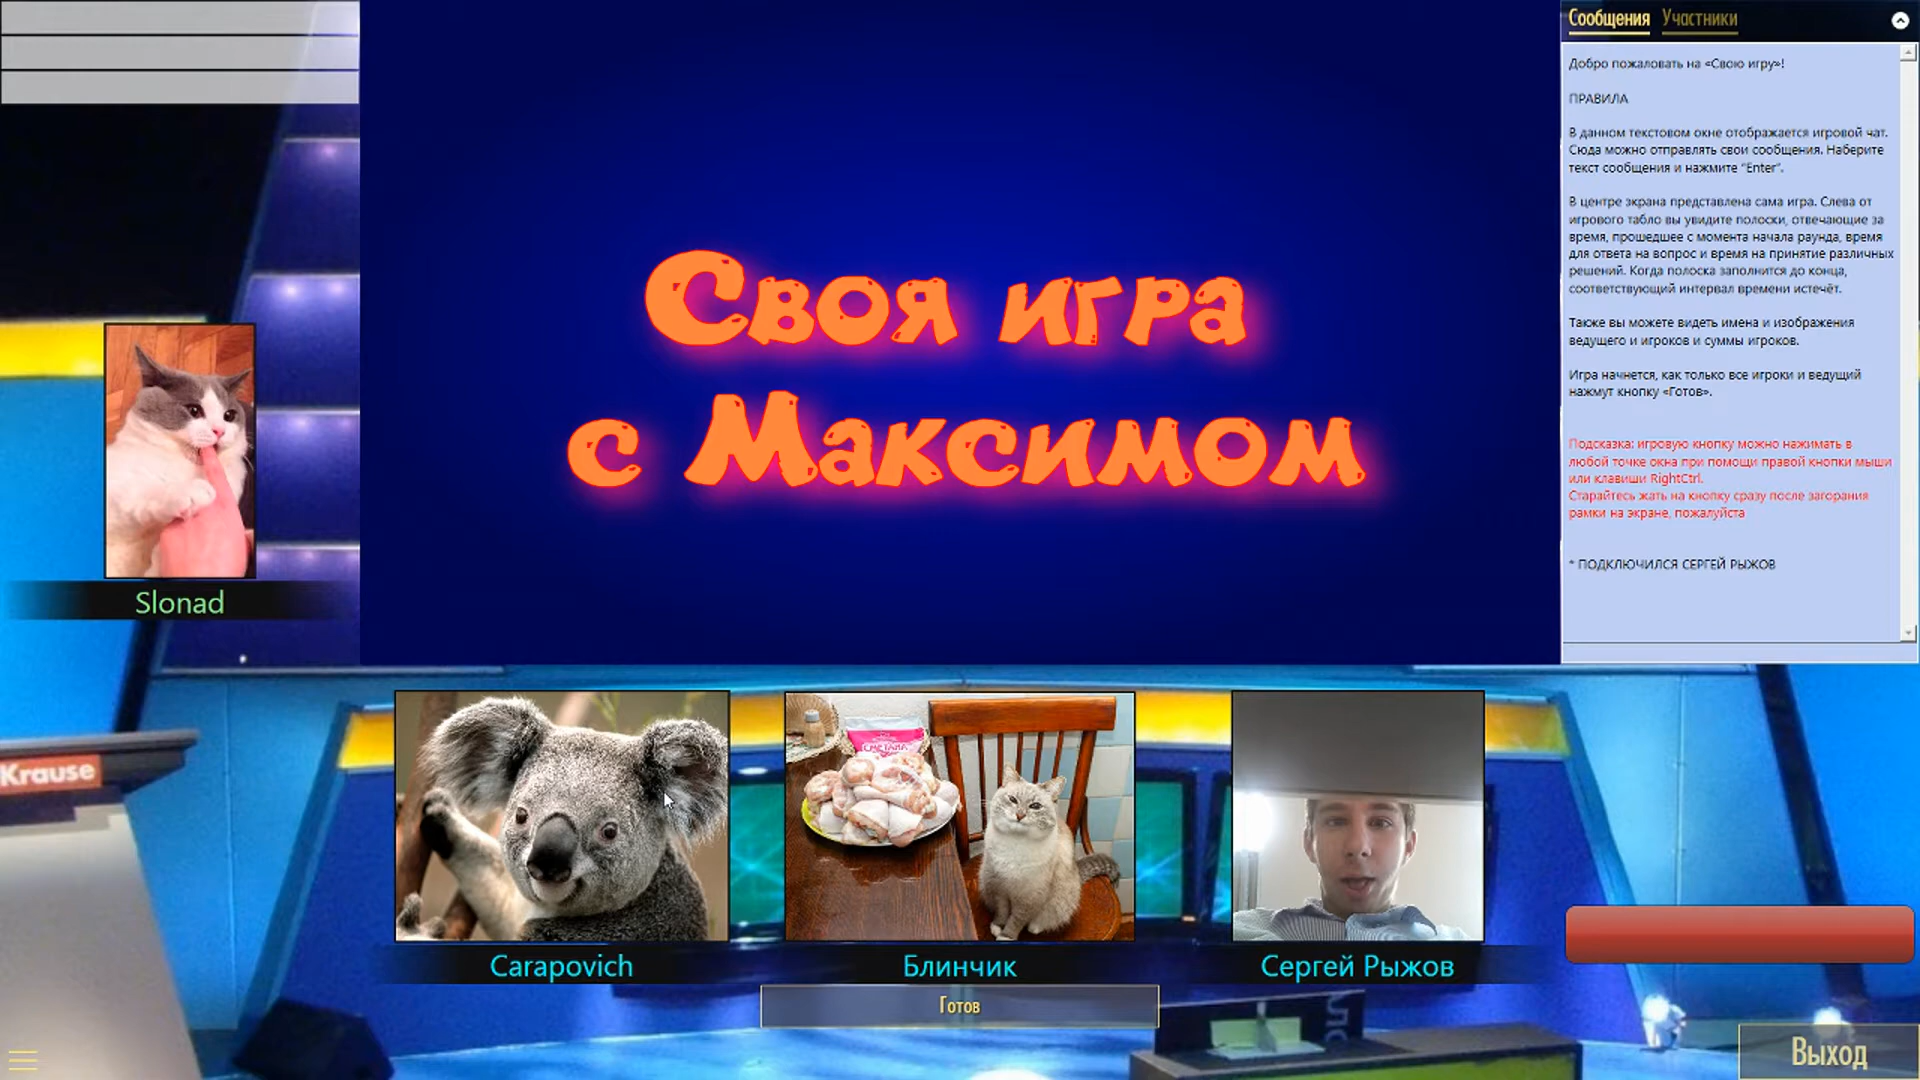 Сообщения Участники
Добро пожаловать на «Свою игру»!
ПРАВИЛА
В данном текстовом окне отображается игровой чат.
Сюда можно отправлять свои сообщения. Наберите
текст сообщения и нажмите "Enter".
В центре экрана представлена сама игра. Слева от
игрового табло вы увидите полоски, отвечающие за
время, прошедшее с момента начала раунда, время
для ответа на вопрос и время на принятие различных
решений. Когда полоска заполнится до конца,
соответствующий интервал времени истечёт.
Также вы можете видеть имена и изображения
ведущего и игроков и суммы игроков.
Игра начнется, как только все игроки и ведущий
нажмут кнопку «Готов».
Подсказка: игровую кнопку можно нажимать в
любой точке окна при помощи правой кнопки мыши
или клавиши RightCtrl.
Старайтесь жать на кнопку сразу после загорания
рамки на экране, пожалуйста
* ПОДКЛЮЧИЛСЯ СЕРГЕЙ РЫЖОВ
Своя игра
с Максимом
Slonad
Krause
СМЕТАНА
Carapovich
Блинчик
Сергей Рыжов
Готов
Выход